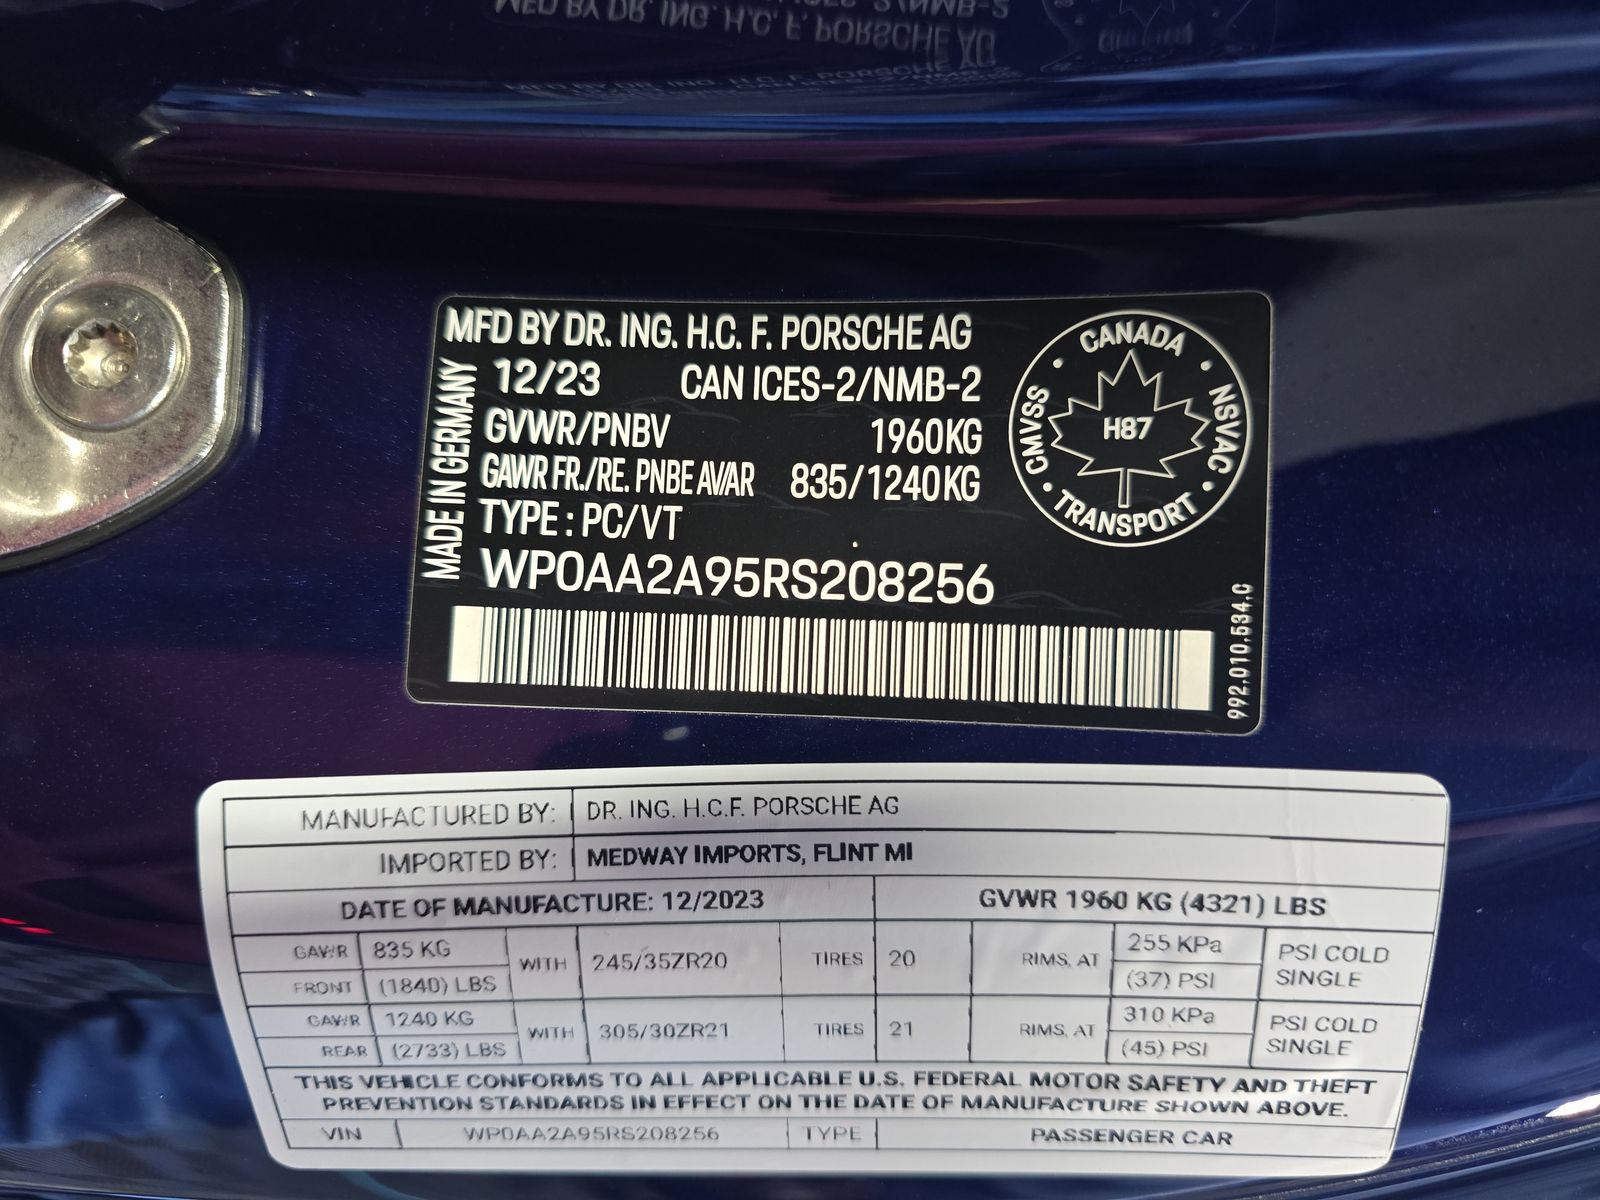 MFD BY DR. ING. H.C. F. PORSCHE AG
12/23 CAN ICES-2/NMB-2
GVWR/PNBV 1960KG
GAWR FR./RE. PNBE AV/AR 835/1240KG
TYPE : PC/VT
WP0AA2A95RS208256
MADE IN GERMANY
CANADA
CMVSS
NSVAC
TRANSPORT
H87
992.010.534.C
MANUFACTURED BY: DR. ING. H.C.F. PORSCHE AG
IMPORTED BY: MEDWAY IMPORTS, FLINT MI
DATE OF MANUFACTURE: 12/2023 GVWR 1960 KG (4321) LBS
GAWR 835 KG WITH 245/35ZR20 TIRES 20 RIMS, AT 255 KPa PSI COLD
FRONT (1840) LBS (37) PSI SINGLE
GAWR 1240 KG WITH 305/30ZR21 TIRES 21 RIMS, AT 310 KPa PSI COLD
REAR (2733) LBS (45) PSI SINGLE
THIS VEHICLE CONFORMS TO ALL APPLICABLE U.S. FEDERAL MOTOR SAFETY AND THEFT
PREVENTION STANDARDS IN EFFECT ON THE DATE OF MANUFACTURE SHOWN ABOVE.
VIN WP0AA2A95RS208256 TYPE PASSENGER CAR